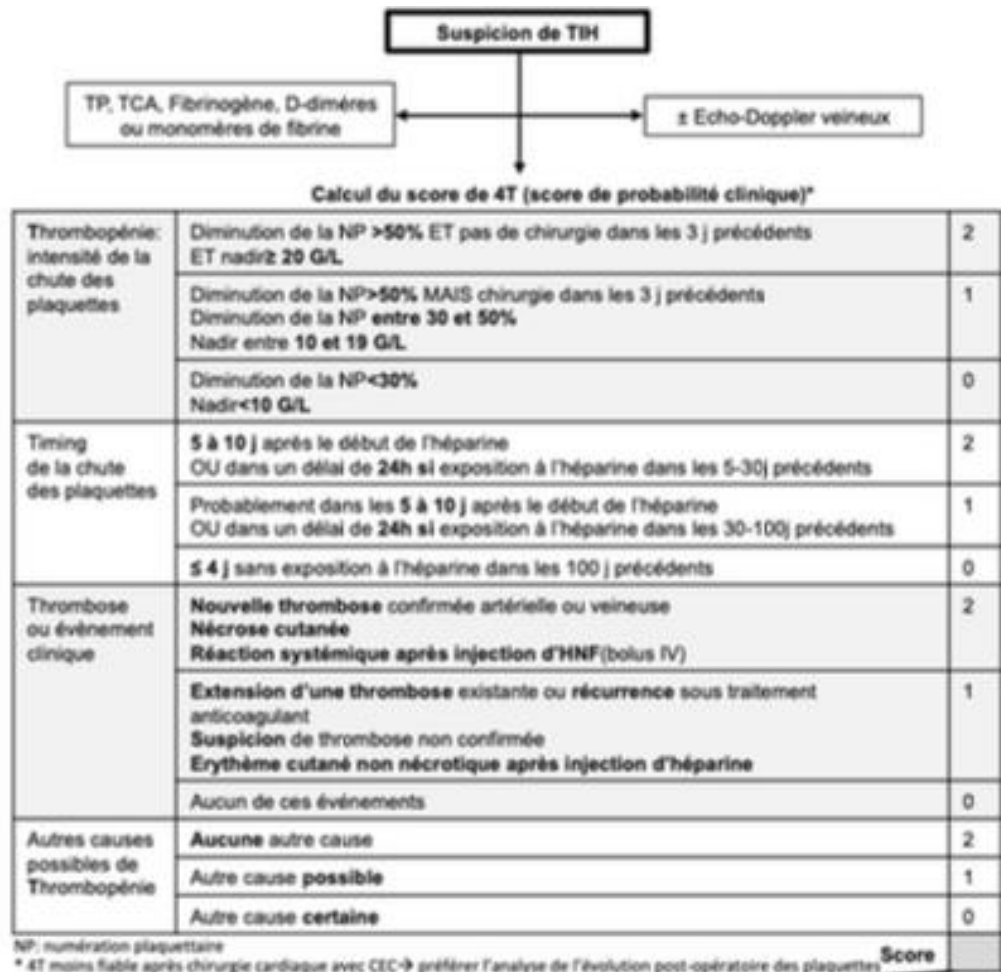 Suspicion de TIH
TP, TCA, Fibrinogène, D-dimères
ou monomères de fibrine
± Echo-Doppler veineux
Calcul du score de 4T (score de probabilité clinique)*
Thrombopénie:
intensité de la
chute des
plaquettes
Diminution de la NP >50% ET pas de chirurgie dans les 3 j précédents
ET nadir≥ 20 G/L
2
Diminution de la NP>50% MAIS chirurgie dans les 3 j précédents
Diminution de la NP entre 30 et 50%
Nadir entre 10 et 19 G/L
1
Diminution de la NP<30%
Nadir<10 G/L
0
Timing
de la chute
des plaquettes
5 à 10 j après le début de l'héparine
OU dans un délai de 24h si exposition à l'héparine dans les 5-30j précédents
2
Probablement dans les 5 à 10 j après le début de l'héparine
OU dans un délai de 24h si exposition à l'héparine dans les 30-100j précédents
1
≤ 4 j sans exposition à l'héparine dans les 100 j précédents
0
Thrombose
ou évènement
clinique
Nouvelle thrombose confirmée artérielle ou veineuse
Nécrose cutanée
Réaction systémique après injection d'HNF(bolus IV)
2
Extension d'une thrombose existante ou récurrence sous traitement
anticoagulant
Suspicion de thrombose non confirmée
Erythème cutané non nécrotique après injection d'héparine
1
Aucun de ces événements
0
Autres causes
possibles de
Thrombopénie
Aucune autre cause
2
Autre cause possible
1
Autre cause certaine
0
NP: numération plaquettaire
* 4T moins fiable après chirurgie cardiaque avec CEC→ préférer l'analyse de l'évolution post-opératoire des plaquettes
Score